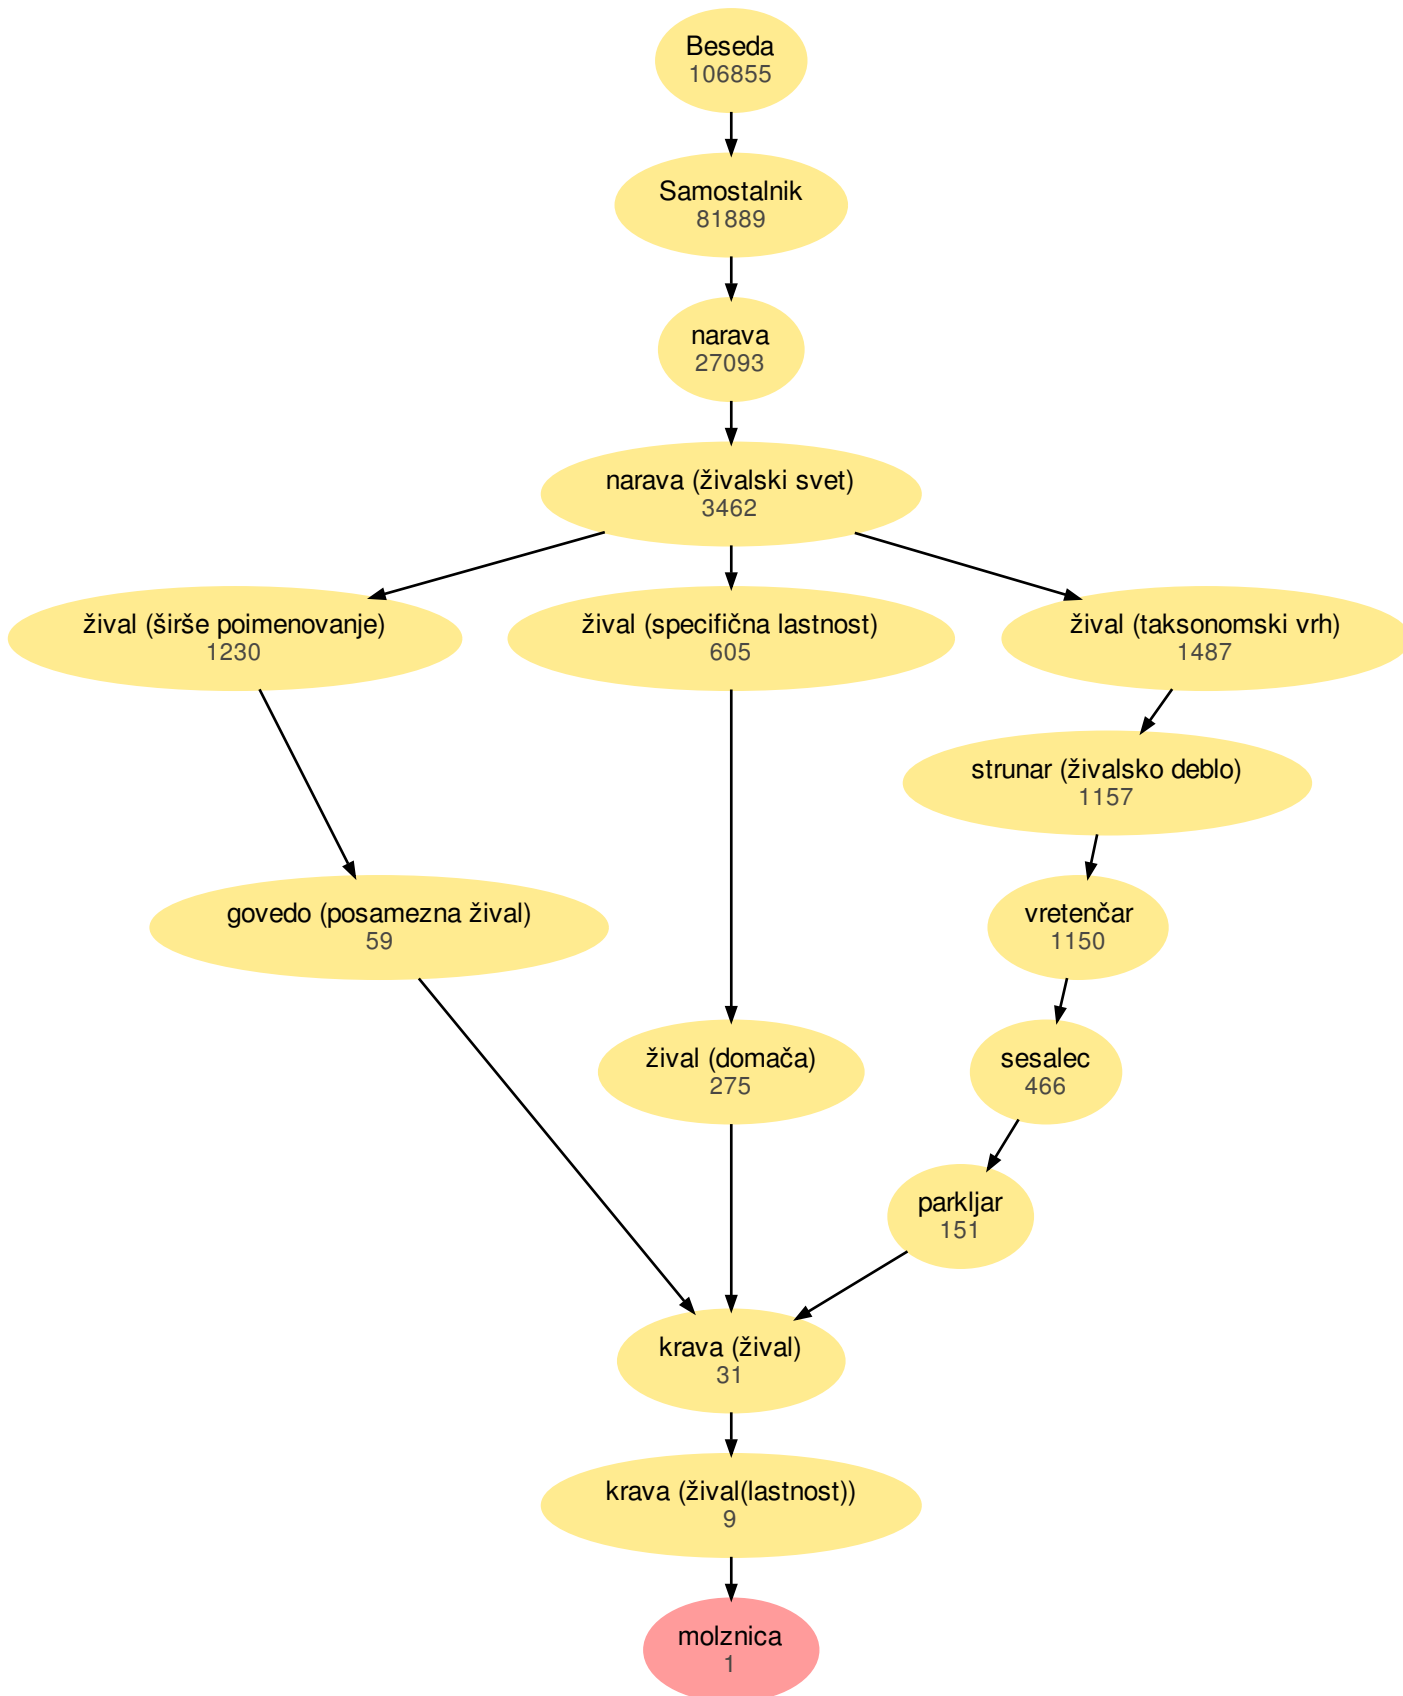 Beseda
106855
Samostalnik
81889
narava
27093
narava (živalski svet)
3462
žival (širše poimenovanje)
1230
žival (specifična lastnost)
605
žival (taksonomski vrh)
1487
strunar (živalsko deblo)
1157
govedo (posamezna žival)
59
vretenčar
1150
žival (domača)
275
sesalec
466
parkljar
151
krava (žival)
31
krava (žival(lastnost))
9
molznica
1